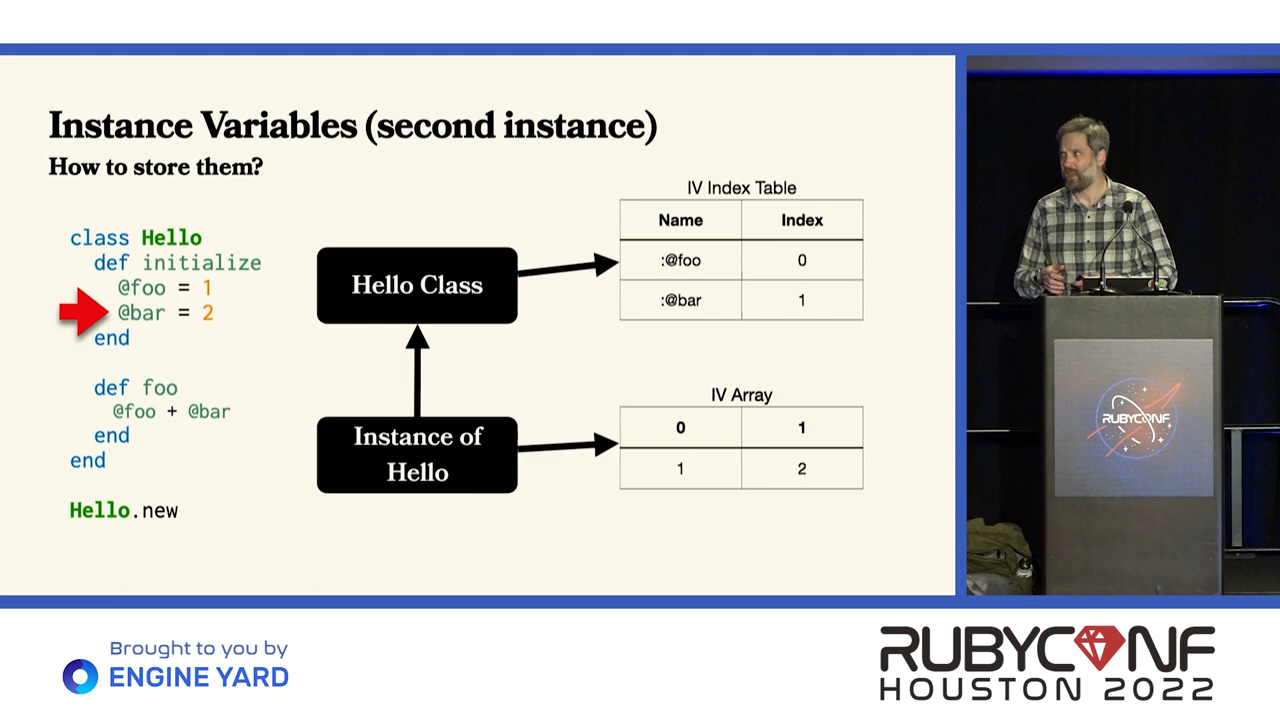 Instance Variables (second instance)
How to store them?
class Hello
def initialize
@foo = 1
@bar = 2
end
def foo
@foo + @bar
end
end
Hello.new
Hello Class
Instance of
Hello
IV Index Table
Name Index
:@foo 0
:@bar 1
IV Array
0 1
1 2
RUBYCONF
Brought to you by
ENGINE YARD
RUBYCONF
HOUSTON 2022